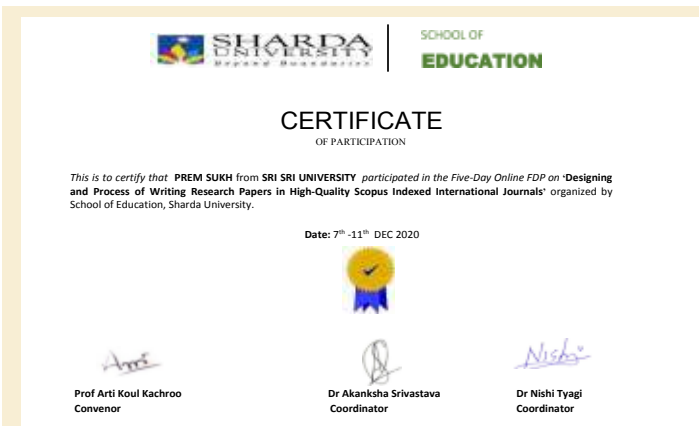 SHARDA
UNIVERSITY
Beyond Boundaries
SCHOOL OF
EDUCATION
CERTIFICATE
OF PARTICIPATION
This is to certify that PREM SUKH from SRI SRI UNIVERSITY participated in the Five-Day Online FDP on 'Designing
and Process of Writing Research Papers in High-Quality Scopus Indexed International Journals' organized by
School of Education, Sharda University.
Date: 7th -11th DEC 2020
Nishi
Prof Arti Koul Kachroo
Dr Akanksha Srivastava
Dr Nishi Tyagi
Convenor
Coordinator
Coordinator